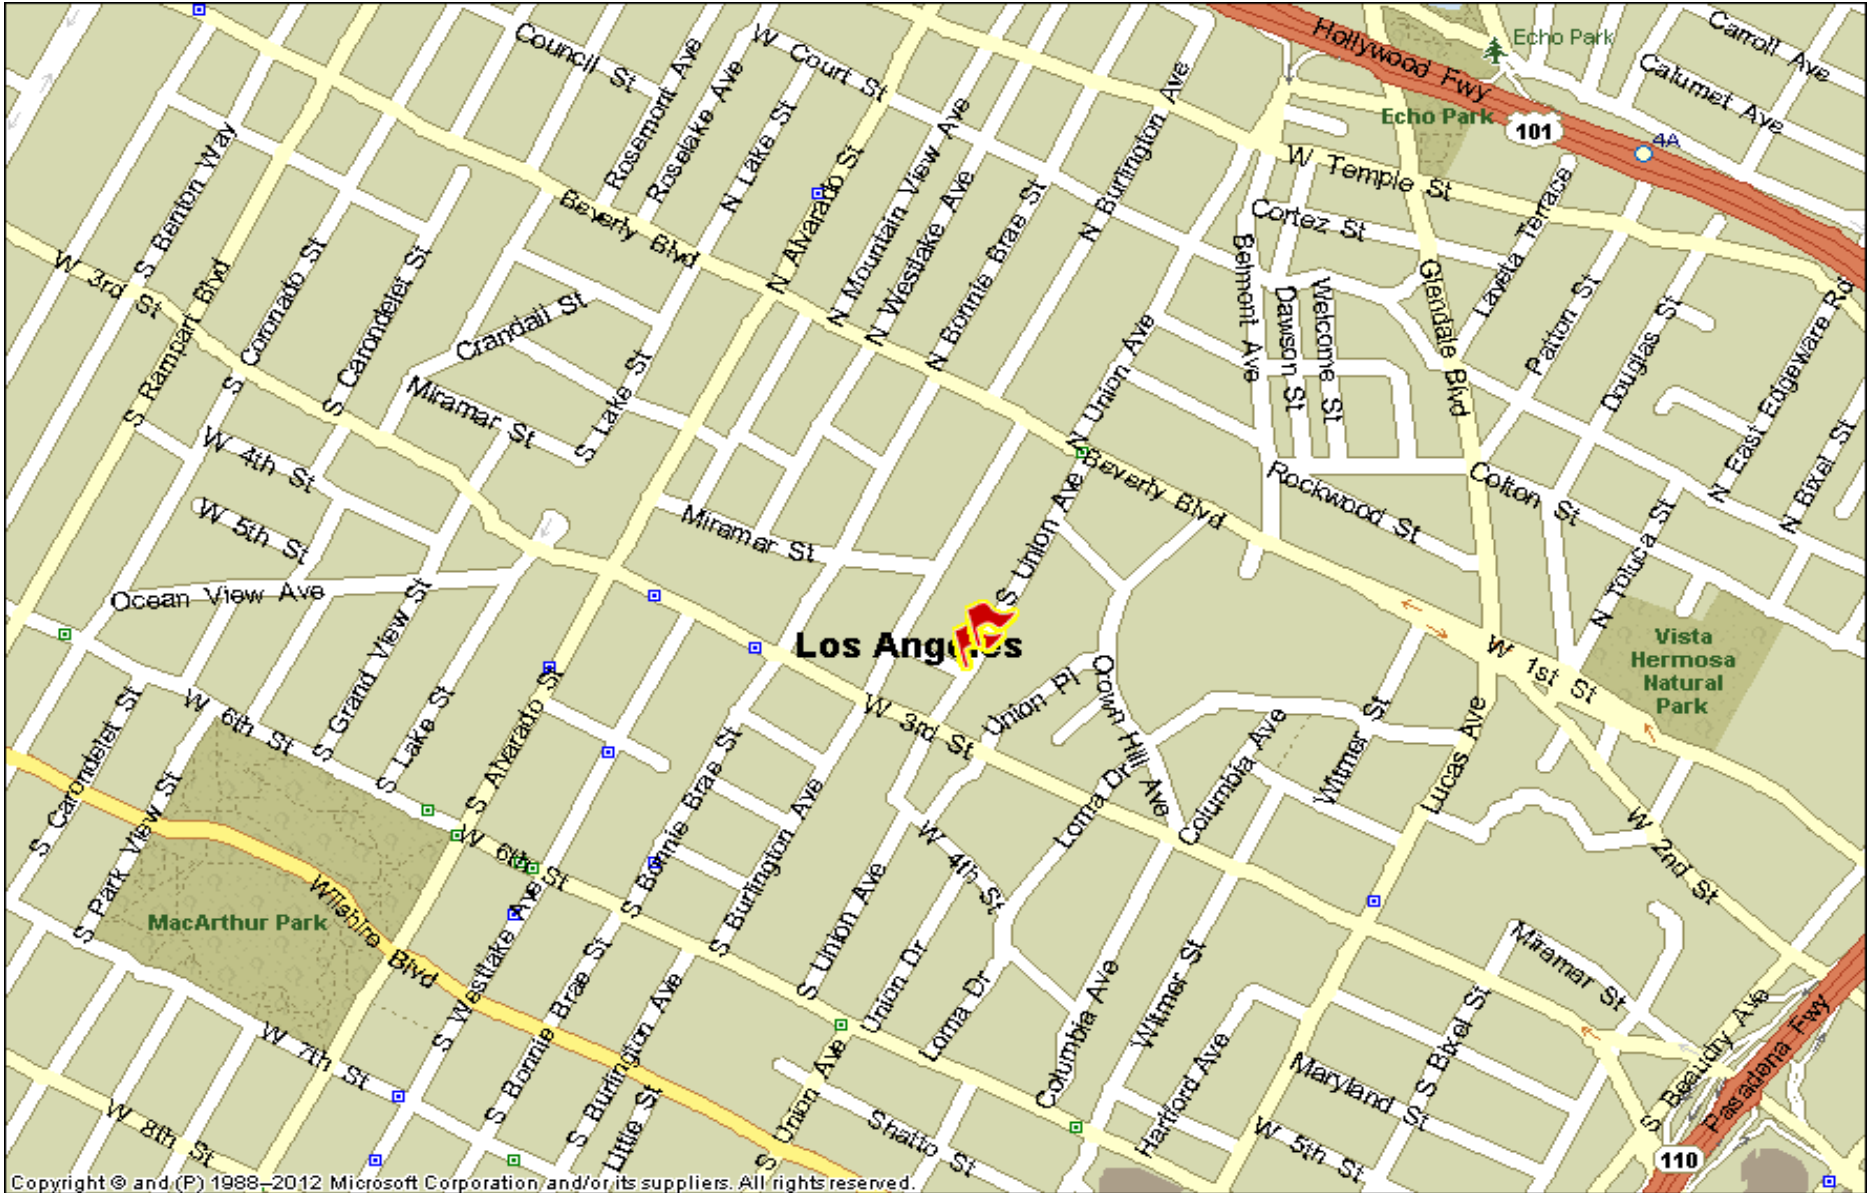 Council St
W Court St
Rosemont Ave
Roselake Ave
N Lake St
N Alvarado St
N Mountain View Ave
N Westlake Ave
N Bonnie Brae St
N Burlington Ave
Hollywood Fwy
Echo Park
Echo Park
101
4A
Carroll Ave
Calumet Ave
W Temple St
Cortez St
Laveta Terrace
Patton St
Douglas St
East Edgeware Rd
N
N Bixel St
S Benton Way
Beverly Blvd
W 3rd St
S Rampart Blvd
S Coronado St
S Carondelet St
Crandall St
Miramar St
S Lake St
N Union Ave
Belmont Ave
Dawson St
Welcome St
Glendale Blvd
W 4th St
W 5th St
Ocean View Ave
Miramar St
S Union Ave
Beverly Blvd
Rockwood St
Colton St
N Toluca St
S Grand View St
S Lake St
Los Angeles
Union Pl
Crown Hill Ave
W 1st St
Vista
Hermosa
Natural
Park
S Carondelet St
S Park View St
W 6th St
S Alvarado St
W 3rd St
S Bonnie Brae St
S Burlington Ave
Loma Dr
Columbia Ave
Witmer St
Lucas Ave
W 2nd St
MacArthur Park
Wilshire
Blvd
W 6th St
S Westlake Ave
W 4th St
S Union Ave
Union Dr
Loma Dr
Columbia Ave
Witmer St
Miramar St
S Bixel St
S Beaudry Ave
Pasadena Fwy
W 7th St
W 8th St
S Bonnie Brae St
S Burlington Ave
Little St
S Union Ave
Shatto St
Hartford Ave
Maryland St
W 5th St
110
Copyright © and (P) 1988–2012 Microsoft Corporation and/or its suppliers. All rights reserved.